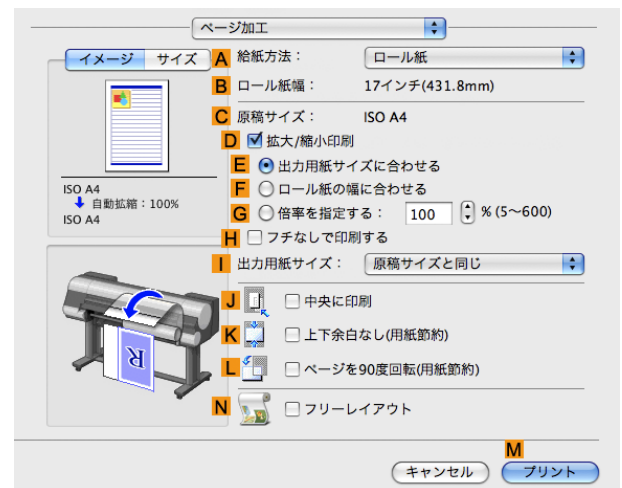 ページ加工
イメージ サイズ
A 給紙方法： ロール紙
B ロール紙幅： 17インチ(431.8mm)
C 原稿サイズ： ISO A4
D 拡大/縮小印刷
E 出力用紙サイズに合わせる
F ロール紙の幅に合わせる
G 倍率を指定する： 100 % (5～600)
H フチなしで印刷する
I 出力用紙サイズ： 原稿サイズと同じ
ISO A4
自動拡縮：100%
ISO A4
R
J 中央に印刷
K 上下余白なし(用紙節約)
L ページを90度回転(用紙節約)
N フリーレイアウト
M
キャンセル プリント